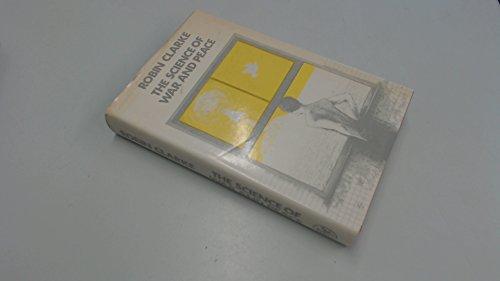 ROBIN CLARKE
THE SCIENCE OF
WAR AND PEACE
ROBIN CLARKE
THE SCIENCE OF